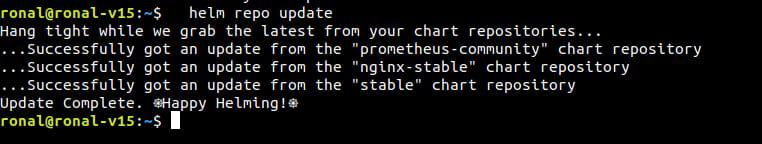 ronal@ronal-v15:~$   helm repo update
Hang tight while we grab the latest from your chart repositories...
...Successfully got an update from the "prometheus-community" chart repository
...Successfully got an update from the "nginx-stable" chart repository
...Successfully got an update from the "stable" chart repository
Update Complete. ⎈Happy Helming!⎈
ronal@ronal-v15:~$